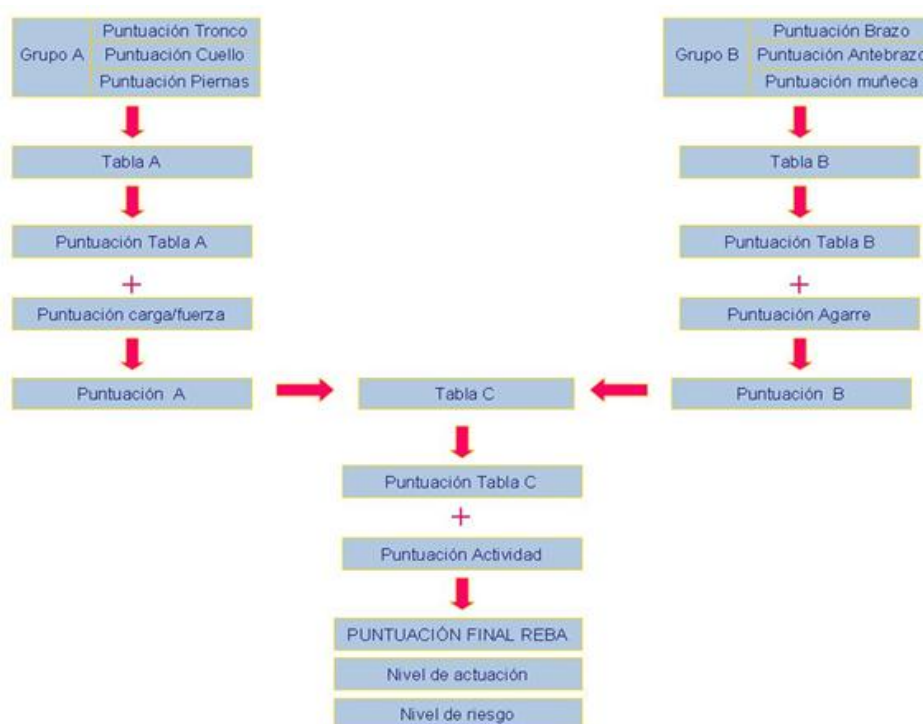 Grupo A
Puntuación Tronco
Puntuación Cuello
Puntuación Piernas
Tabla A
Puntuación Tabla A
+
Puntuación carga/fuerza
Puntuación A
Grupo B
Puntuación Brazo
Puntuación Antebrazo
Puntuación muñeca
Tabla B
Puntuación Tabla B
+
Puntuación Agarre
Puntuación B
Tabla C
Puntuación Tabla C
+
Puntuación Actividad
PUNTUACIÓN FINAL REBA
Nivel de actuación
Nivel de riesgo